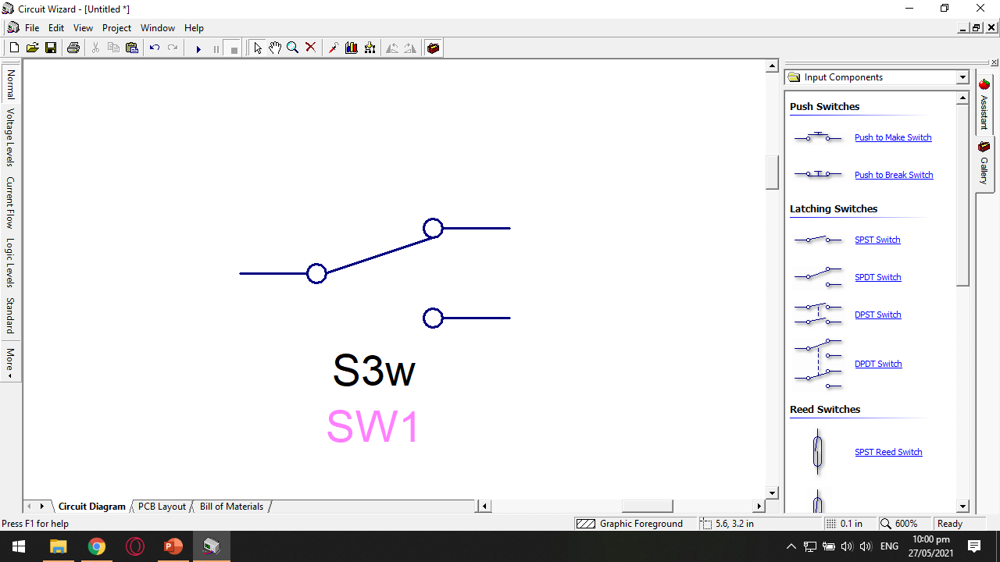 Circuit Wizard - [Untitled *]
File Edit View Project Window Help
Normal
Voltage Levels
Current Flow
Logic Levels
Standard
More
S3w
SW1
Input Components
Push Switches
Push to Make Switch
Push to Break Switch
Latching Switches
SPST Switch
SPDT Switch
DPST Switch
DPDT Switch
Reed Switches
SPST Reed Switch
Assistant
Gallery
Circuit Diagram PCB Layout Bill of Materials
Press F1 for help Graphic Foreground 5.6, 3.2 in 0.1 in 600% Ready
ENG 10:00 pm
27/05/2021